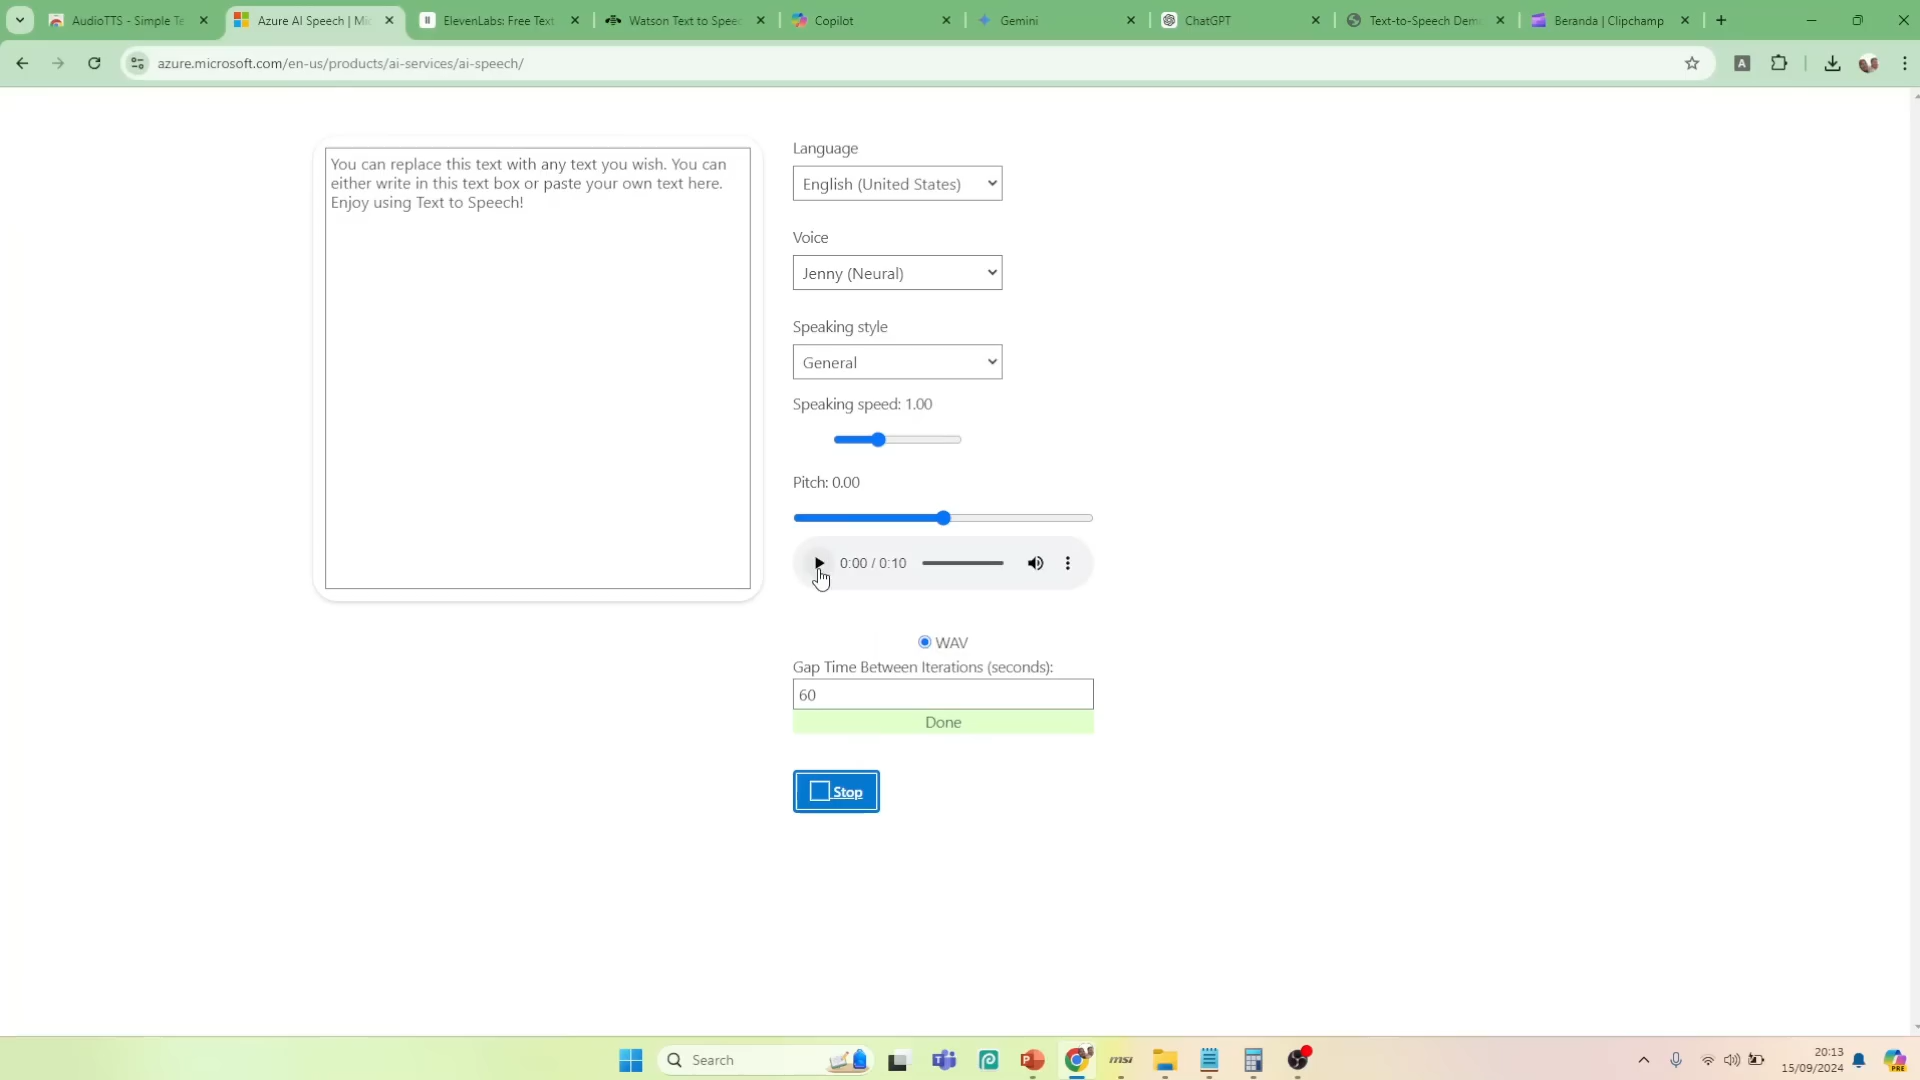 AudioTTS - Simple Te
Azure AI Speech | Mi
ElevenLabs: Free Text
Watson Text to Speec
Copilot
Gemini
ChatGPT
Text-to-Speech Dem
Beranda | Clipchamp
azure.microsoft.com/en-us/products/ai-services/ai-speech/
You can replace this text with any text you wish. You can
either write in this text box or paste your own text here.
Enjoy using Text to Speech!
Language
English (United States)
Voice
Jenny (Neural)
Speaking style
General
Speaking speed: 1.00
Pitch: 0.00
0:00 / 0:10
WAV
Gap Time Between Iterations (seconds):
60
Done
Stop
Search
msi
20:13
15/09/2024